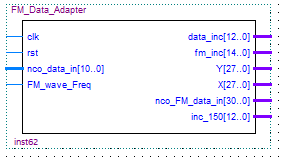 FM_Data_Adapter
clk data_inc[12..0]
rst fm_inc[14..0]
nco_data_in[10..0] Y[27..0]
FM_wave_Freq X[27..0]
nco_FM_data_in[30..0]
inc_150[12..0]
inst62